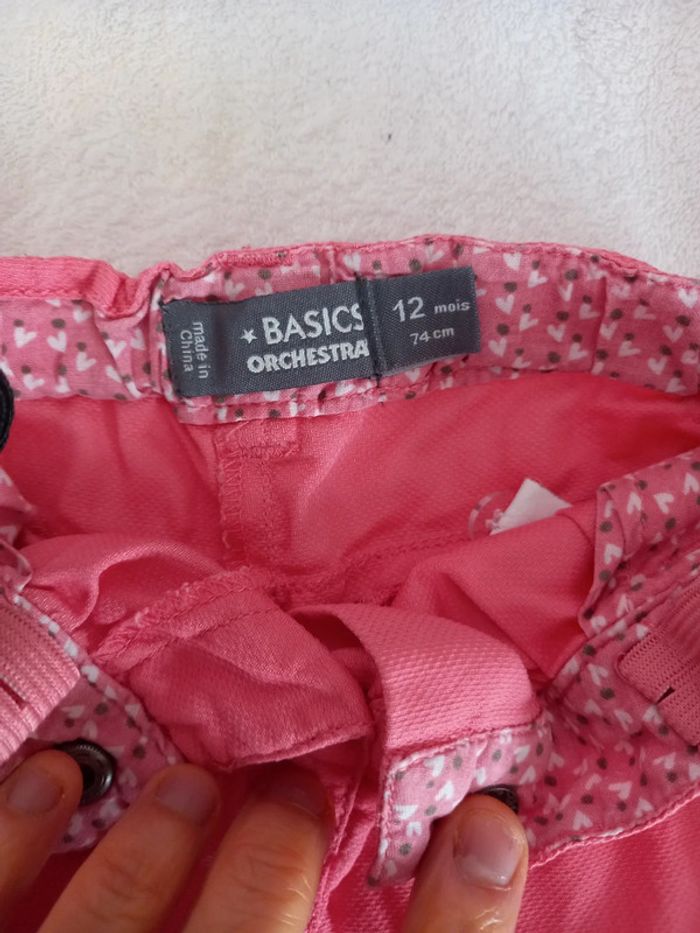 made in
China
★ BASICS
ORCHESTRA
12 mois
74 cm